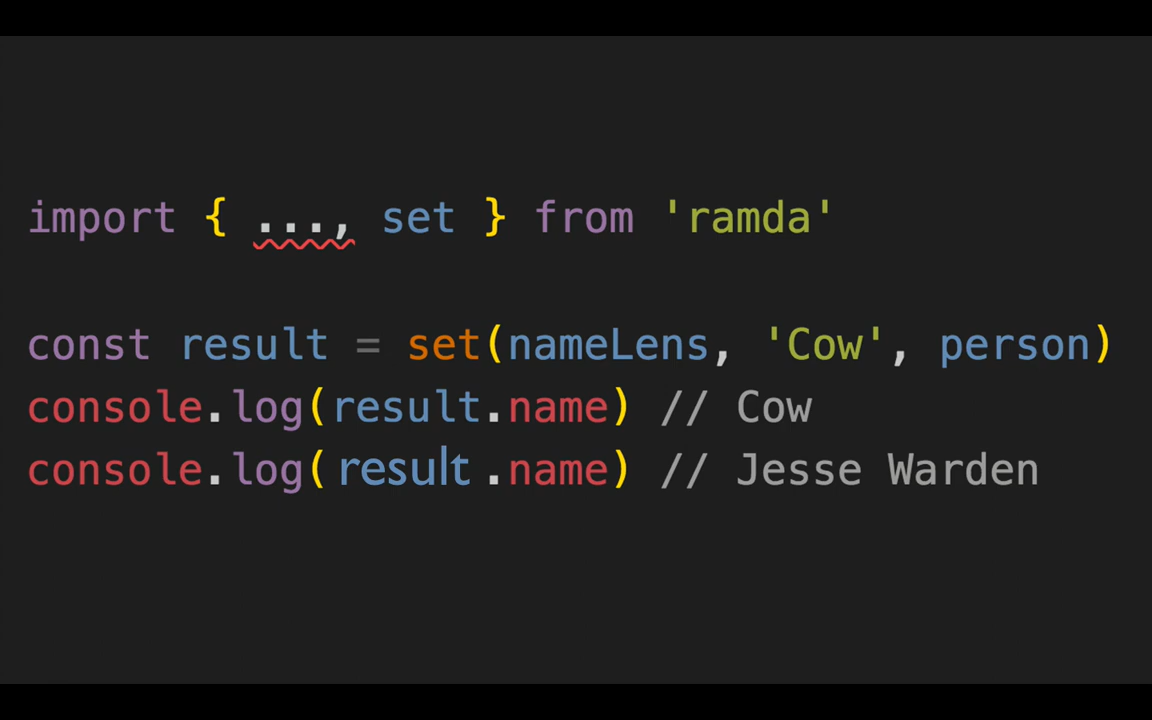 import { ..., set } from 'ramda'
const result = set(nameLens, 'Cow', person)
console.log(result.name) // Cow
console.log( result .name) // Jesse Warden